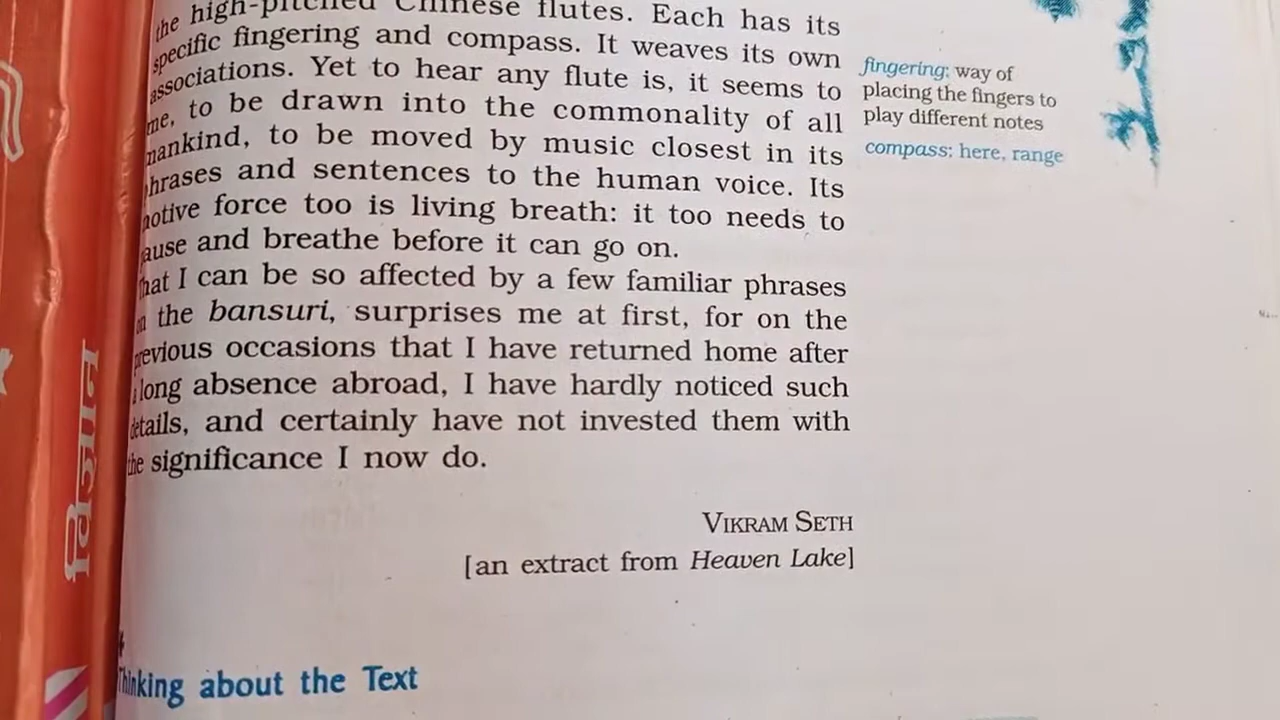 the high-pitched Chinese flutes. Each has its
specific fingering and compass. It weaves its own
associations. Yet to hear any flute is, it seems to
me, to be drawn into the commonality of all
mankind, to be moved by music closest in its
phrases and sentences to the human voice. Its
motive force too is living breath: it too needs to
pause and breathe before it can go on.
That I can be so affected by a few familiar phrases
on the bansuri, surprises me at first, for on the
previous occasions that I have returned home after
a long absence abroad, I have hardly noticed such
details, and certainly have not invested them with
the significance I now do.
VIKRAM SETH
[an extract from Heaven Lake]
Thinking about the Text
fingering: way of
placing the fingers to
play different notes
compass: here, range
विज्ञान